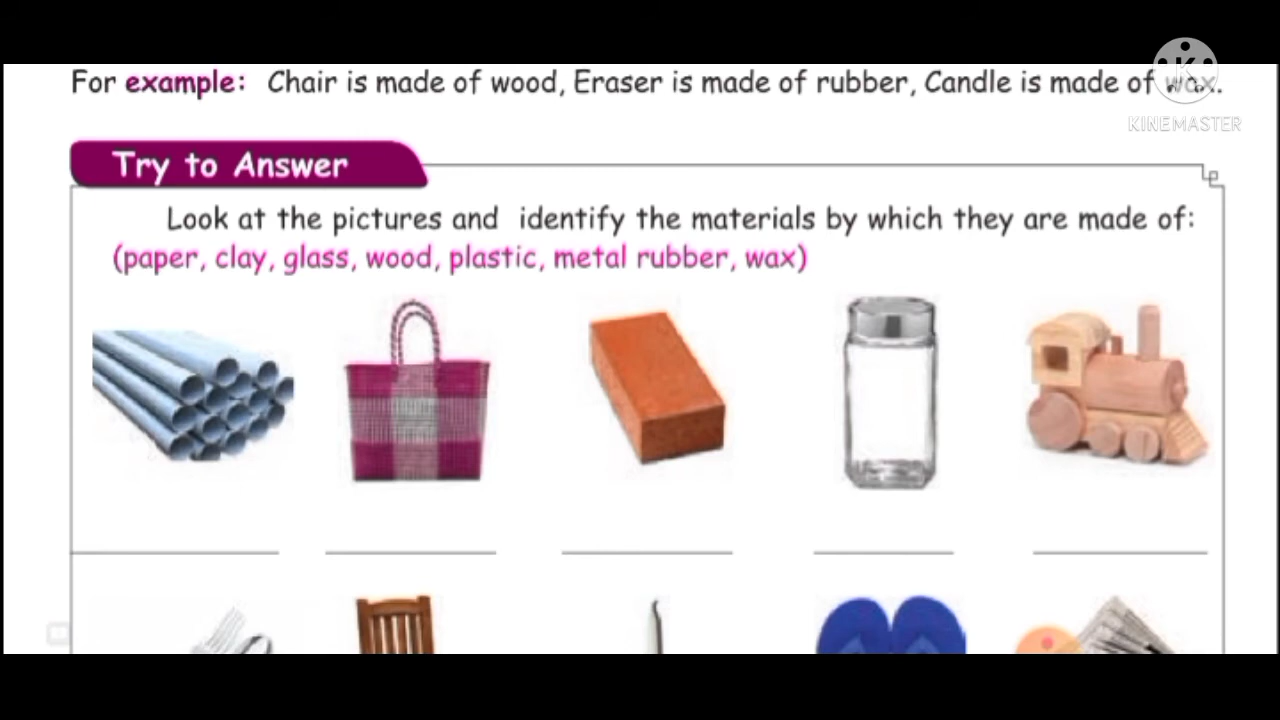 For example: Chair is made of wood, Eraser is made of rubber, Candle is made of wax.
KINEMASTER
Try to Answer
Look at the pictures and identify the materials by which they are made of:
(paper, clay, glass, wood, plastic, metal rubber, wax)